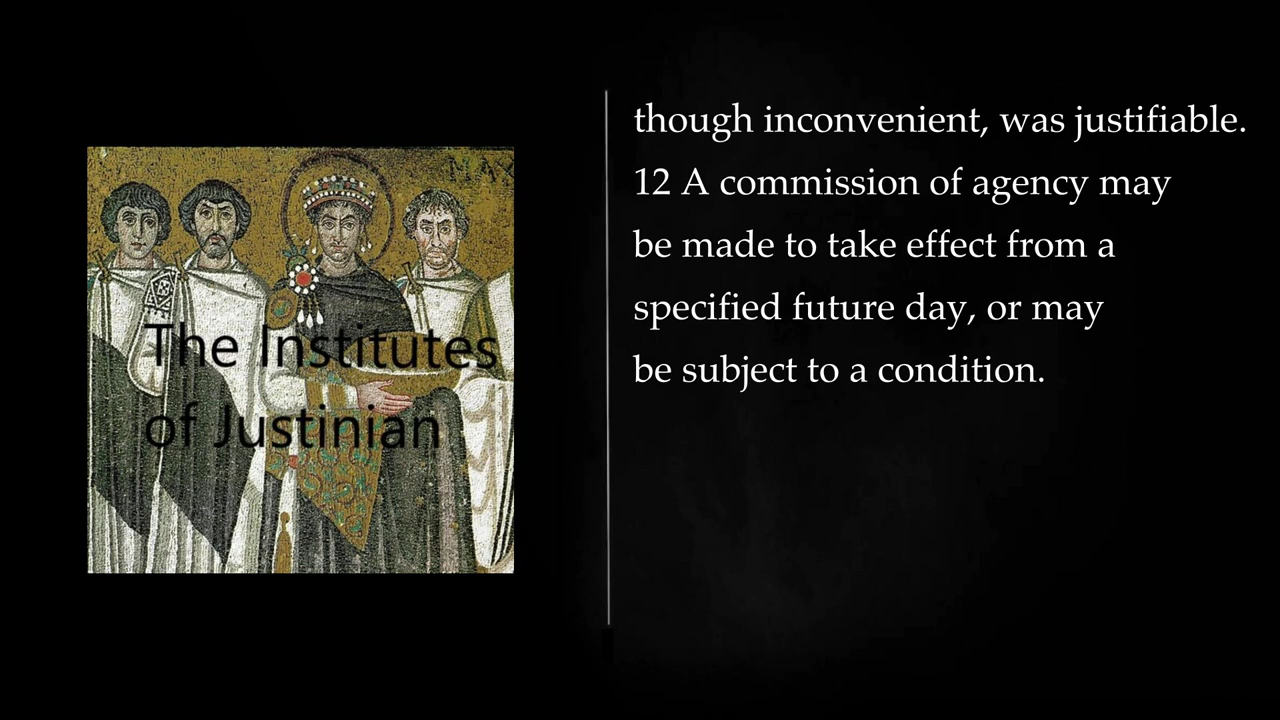 MAX
The Institutes
of Justinian
though inconvenient, was justifiable.
12 A commission of agency may
be made to take effect from a
specified future day, or may
be subject to a condition.